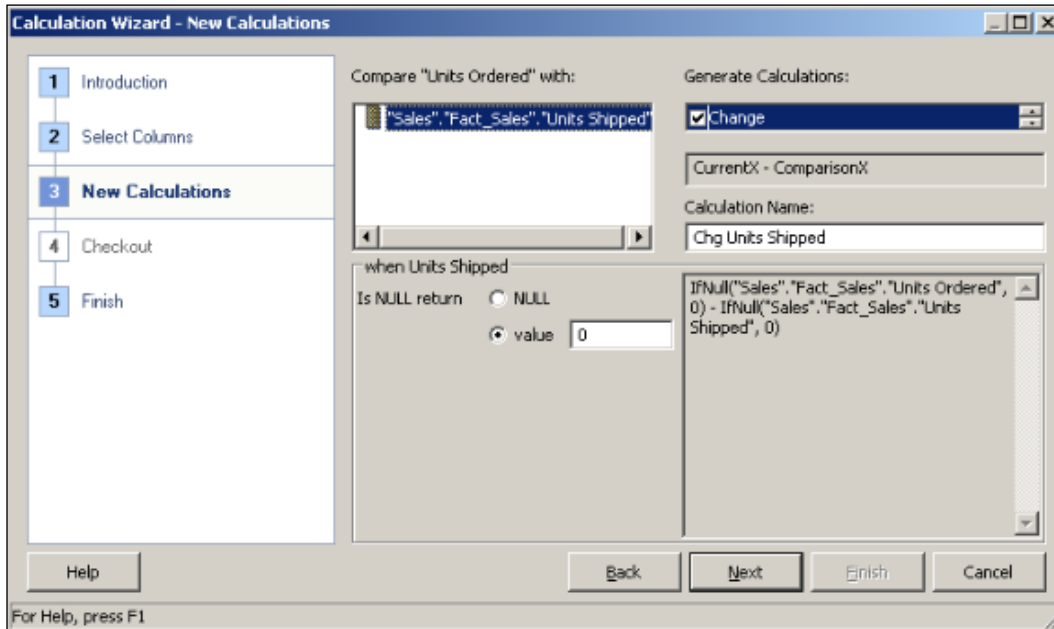 Calculation Wizard - New Calculations
1 Introduction
2 Select Columns
3 New Calculations
4 Checkout
5 Finish
Compare "Units Ordered" with:
"Sales"."Fact_Sales"."Units Shipped"
Generate Calculations:
Change
CurrentX - ComparisonX
Calculation Name:
Chg Units Shipped
when Units Shipped
Is NULL return NULL
value 0
IfNull("Sales"."Fact_Sales"."Units Ordered",
0) - IfNull("Sales"."Fact_Sales"."Units
Shipped", 0)
Help Back Next Finish Cancel
For Help, press F1